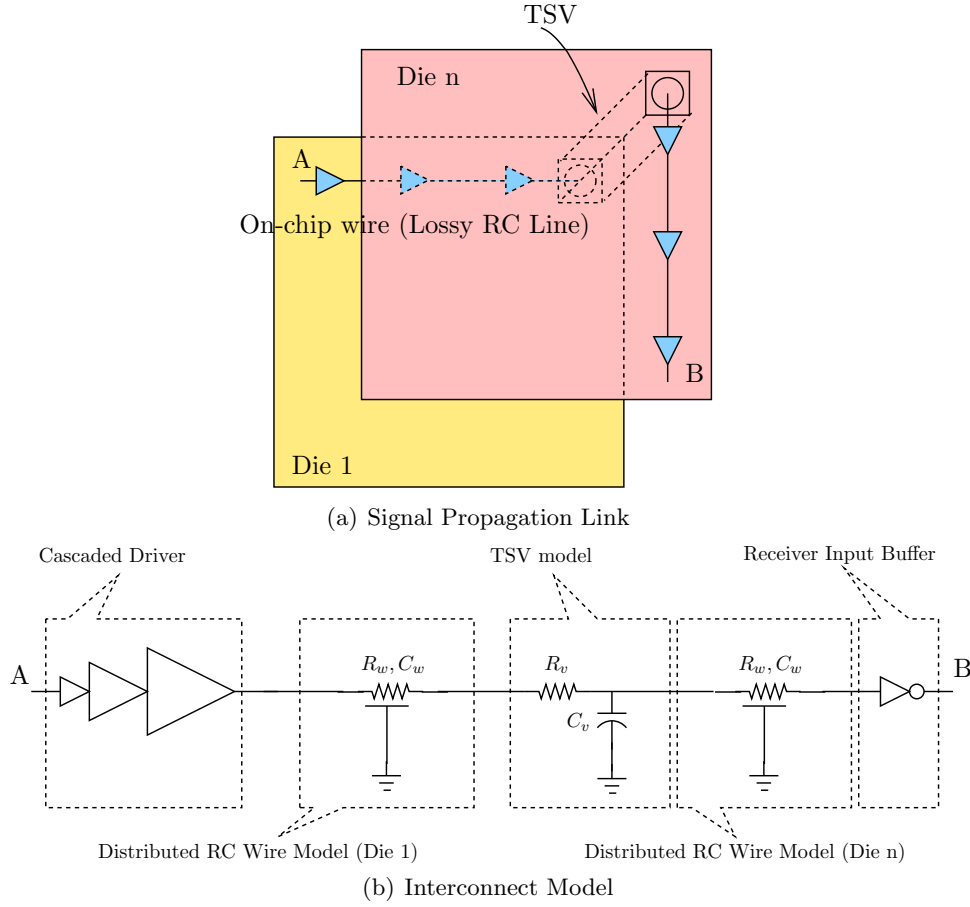 TSV
Die n
A
On-chip wire (Lossy RC Line)
B
Die 1
(a) Signal Propagation Link
Cascaded Driver
TSV model
Receiver Input Buffer
A
R_w, C_w
R_v
C_v
R_w, C_w
B
Distributed RC Wire Model (Die 1)
Distributed RC Wire Model (Die n)
(b) Interconnect Model